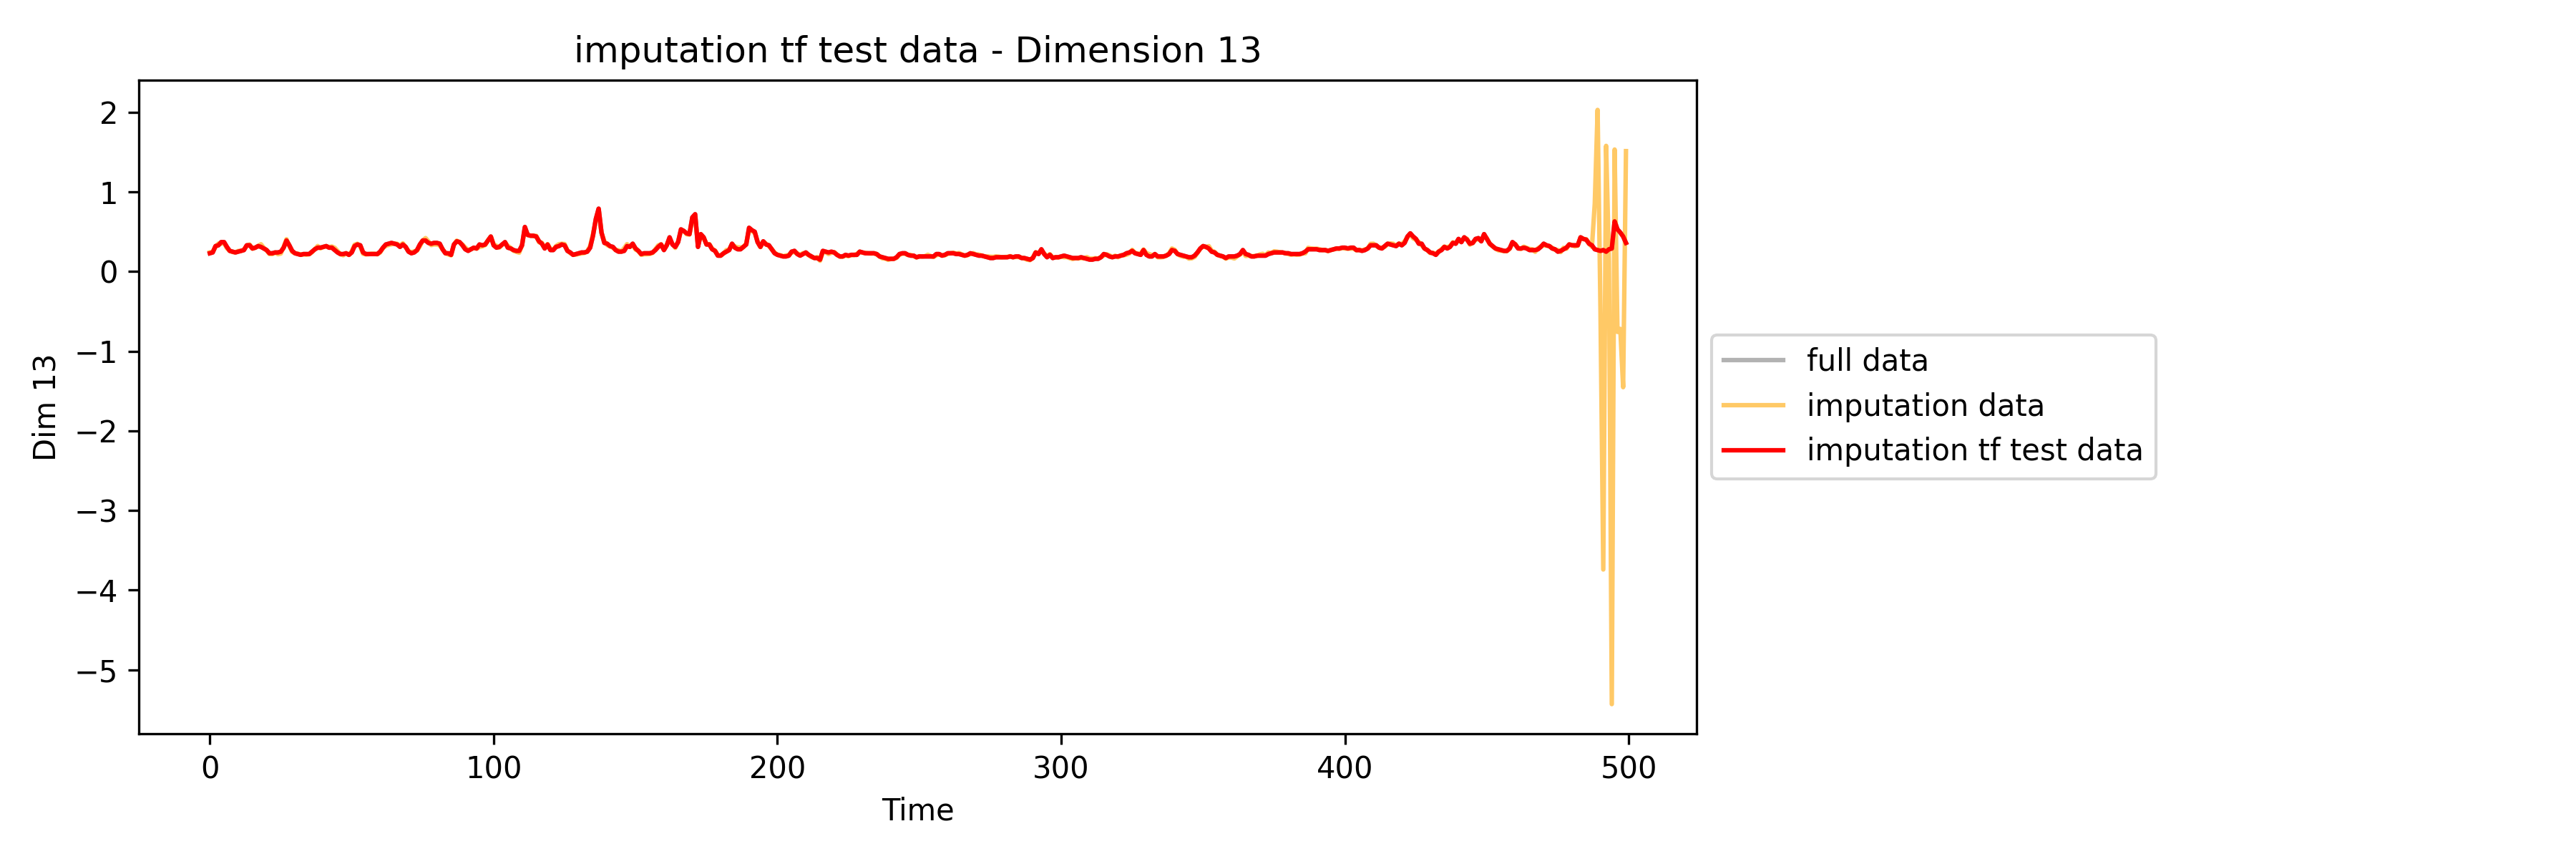 imputation tf test data - Dimension 13
2
1
0
−1
−2
−3
−4
−5
Dim 13
0 100 200 300 400 500
Time
full data
imputation data
imputation tf test data